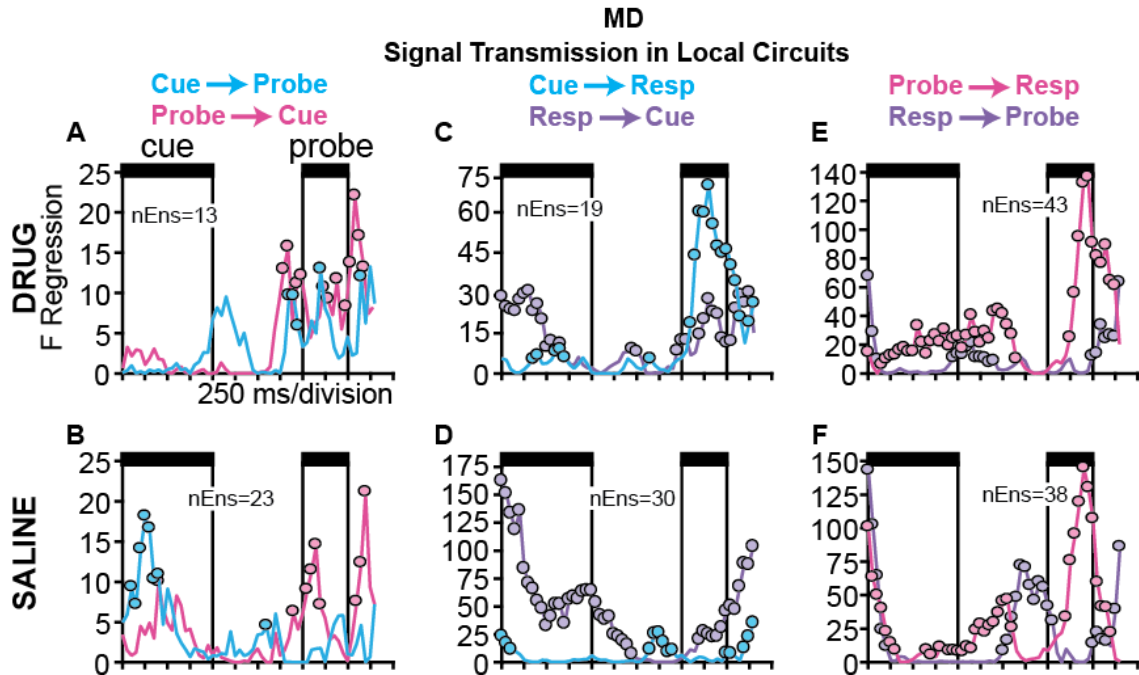 MD
Signal Transmission in Local Circuits
Cue → Probe
Probe → Cue
Cue → Resp
Resp → Cue
Probe → Resp
Resp → Probe
A
cue
probe
C
E
DRUG
F Regression
25
20
15
10
5
0
nEns=13
250 ms/division
75
60
45
30
15
0
nEns=19
140
120
100
80
60
40
20
0
nEns=43
B
D
F
SALINE
25
20
15
10
5
0
nEns=23
175
150
125
100
75
50
25
0
nEns=30
150
125
100
75
50
25
0
nEns=38